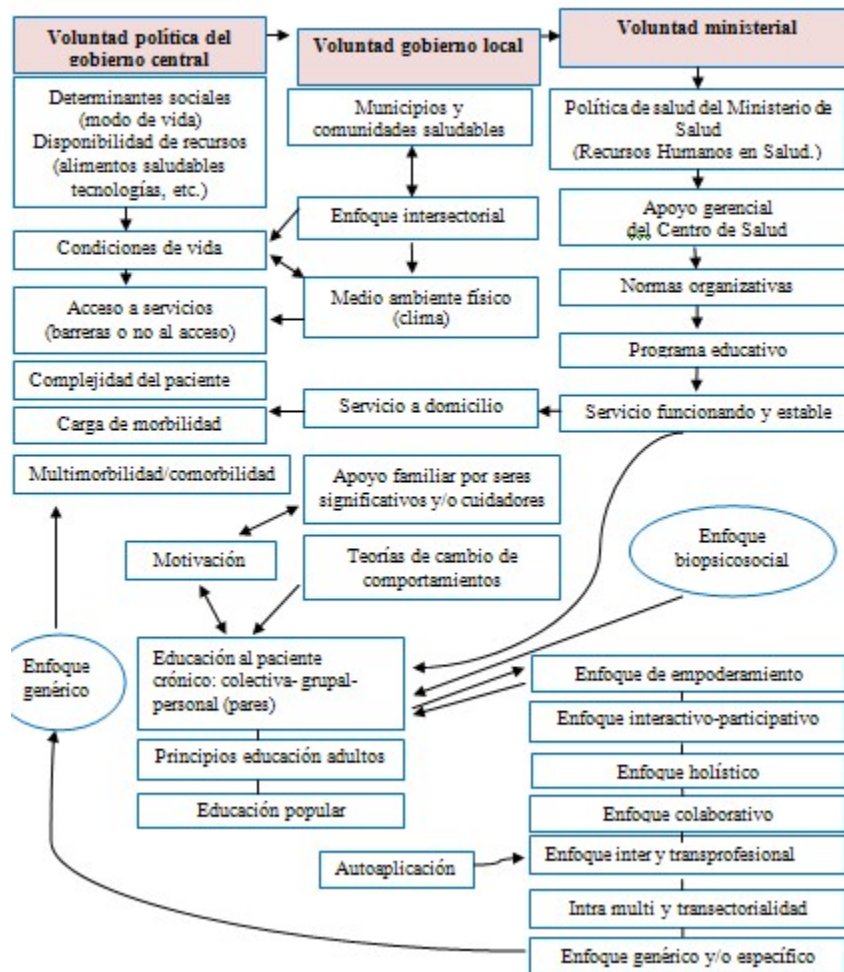 Voluntad política del
gobierno central
Voluntad gobierno local
Voluntad ministerial
Determinantes sociales
(modo de vida)
Disponibilidad de recursos
(alimentos saludables
tecnologías, etc.)
Municipios y
comunidades saludables
Política de salud del Ministerio de
Salud
(Recursos Humanos en Salud.)
Enfoque intersectorial
Apoyo gerencial
del Centro de Salud
Condiciones de vida
Medio ambiente físico
(clima)
Normas organizativas
Acceso a servicios
(barreras o no al acceso)
Programa educativo
Complejidad del paciente
Carga de morbilidad
Servicio a domicilio
Servicio funcionando y estable
Multimorbilidad/comorbilidad
Apoyo familiar por seres
significativos y/o cuidadores
Enfoque
biopsicosocial
Motivación
Teorías de cambio de
comportamientos
Enfoque
genérico
Educación al paciente
crónico: colectiva- grupal-
personal (pares)
Principios educación adultos
Educación popular
Enfoque de empoderamiento
Enfoque interactivo-participativo
Enfoque holístico
Enfoque colaborativo
Autoaplicación
Enfoque inter y transprofesional
Intra multi y transectorialidad
Enfoque genérico y/o específico